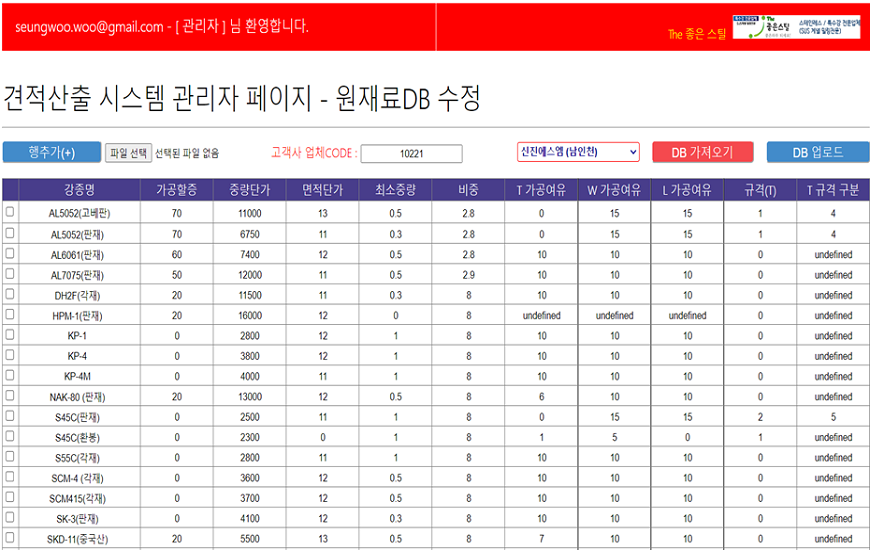 seungwoo.woo@gmail.com - [ 관리자 ] 님 환영합니다.
The 좋은 스틸
The 좋은스틸
스테인레스 / 특수강 전문업체
견적산출 시스템 관리자 페이지 - 원재료DB 수정
행추가(+) 파일 선택 선택된 파일 없음 고객사 업체CODE : 10221 신진에스엠 (남인천) DB 가져오기 DB 업로드
강종명 가공할증 중량단가 면적단가 최소중량 비중 T 가공여유 W 가공여유 L 가공여유 규격(T) T 규격 구분
AL5052(고베판) 70 11000 13 0.5 2.8 0 15 15 1 4
AL5052(판재) 70 6750 11 0.3 2.8 0 15 15 1 4
AL6061(판재) 60 7400 12 0.5 2.8 10 10 10 0 undefined
AL7075(판재) 50 12000 11 0.5 2.9 10 10 10 0 undefined
DH2F(각재) 20 11500 11 0.3 8 10 10 10 0 undefined
HPM-1(판재) 20 16000 12 0 8 undefined undefined undefined 0 undefined
KP-1 0 2800 12 1 8 10 10 10 0 undefined
KP-4 0 3800 12 1 8 10 10 10 0 undefined
KP-4M 0 4000 11 1 8 10 10 10 0 undefined
NAK-80 (판재) 20 13000 12 0.5 8 6 10 10 0 undefined
S45C(판재) 0 2500 11 1 8 0 15 15 2 5
S45C(환봉) 0 2300 0 1 8 1 5 0 1 undefined
S55C(각재) 0 2800 11 1 8 10 10 10 0 undefined
SCM-4 (각재) 0 3600 12 0.5 8 10 10 10 0 undefined
SCM415(각재) 0 3700 12 0.5 8 10 10 10 0 undefined
SK-3(판재) 0 4100 12 0.3 8 10 10 10 0 undefined
SKD-11(중국산) 20 5500 13 0.5 8 7 10 10 0 undefined